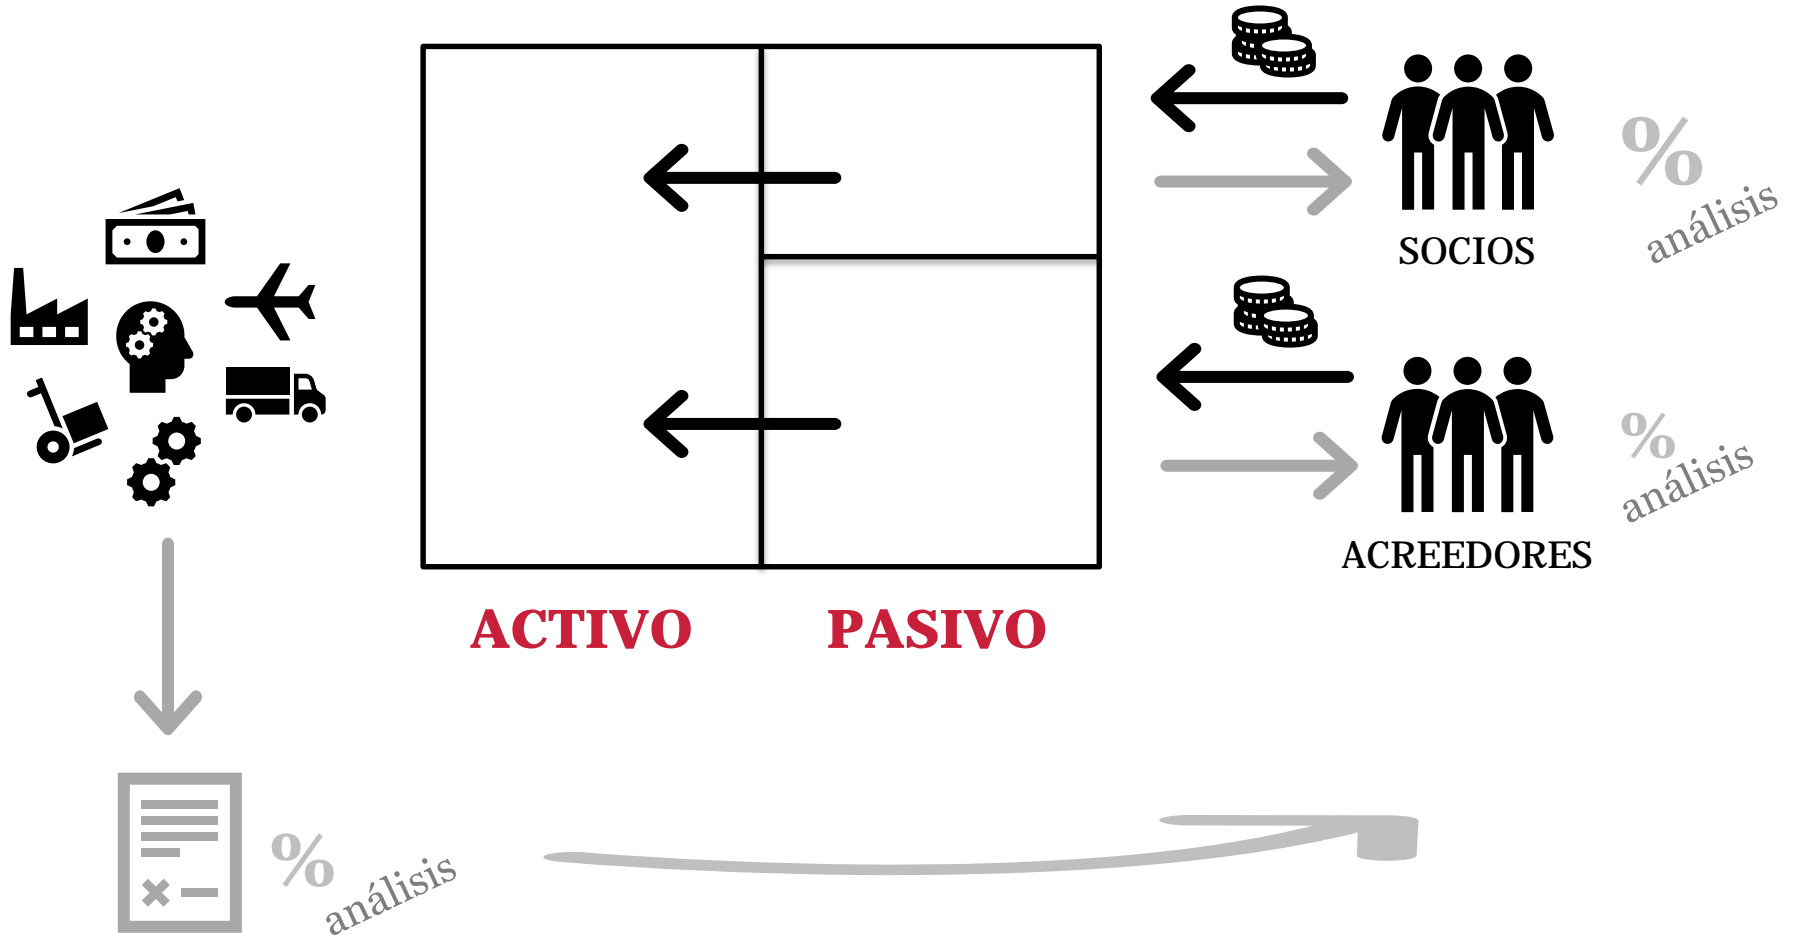 %
análisis
SOCIOS
%
análisis
ACREEDORES
ACTIVO
PASIVO
%
análisis